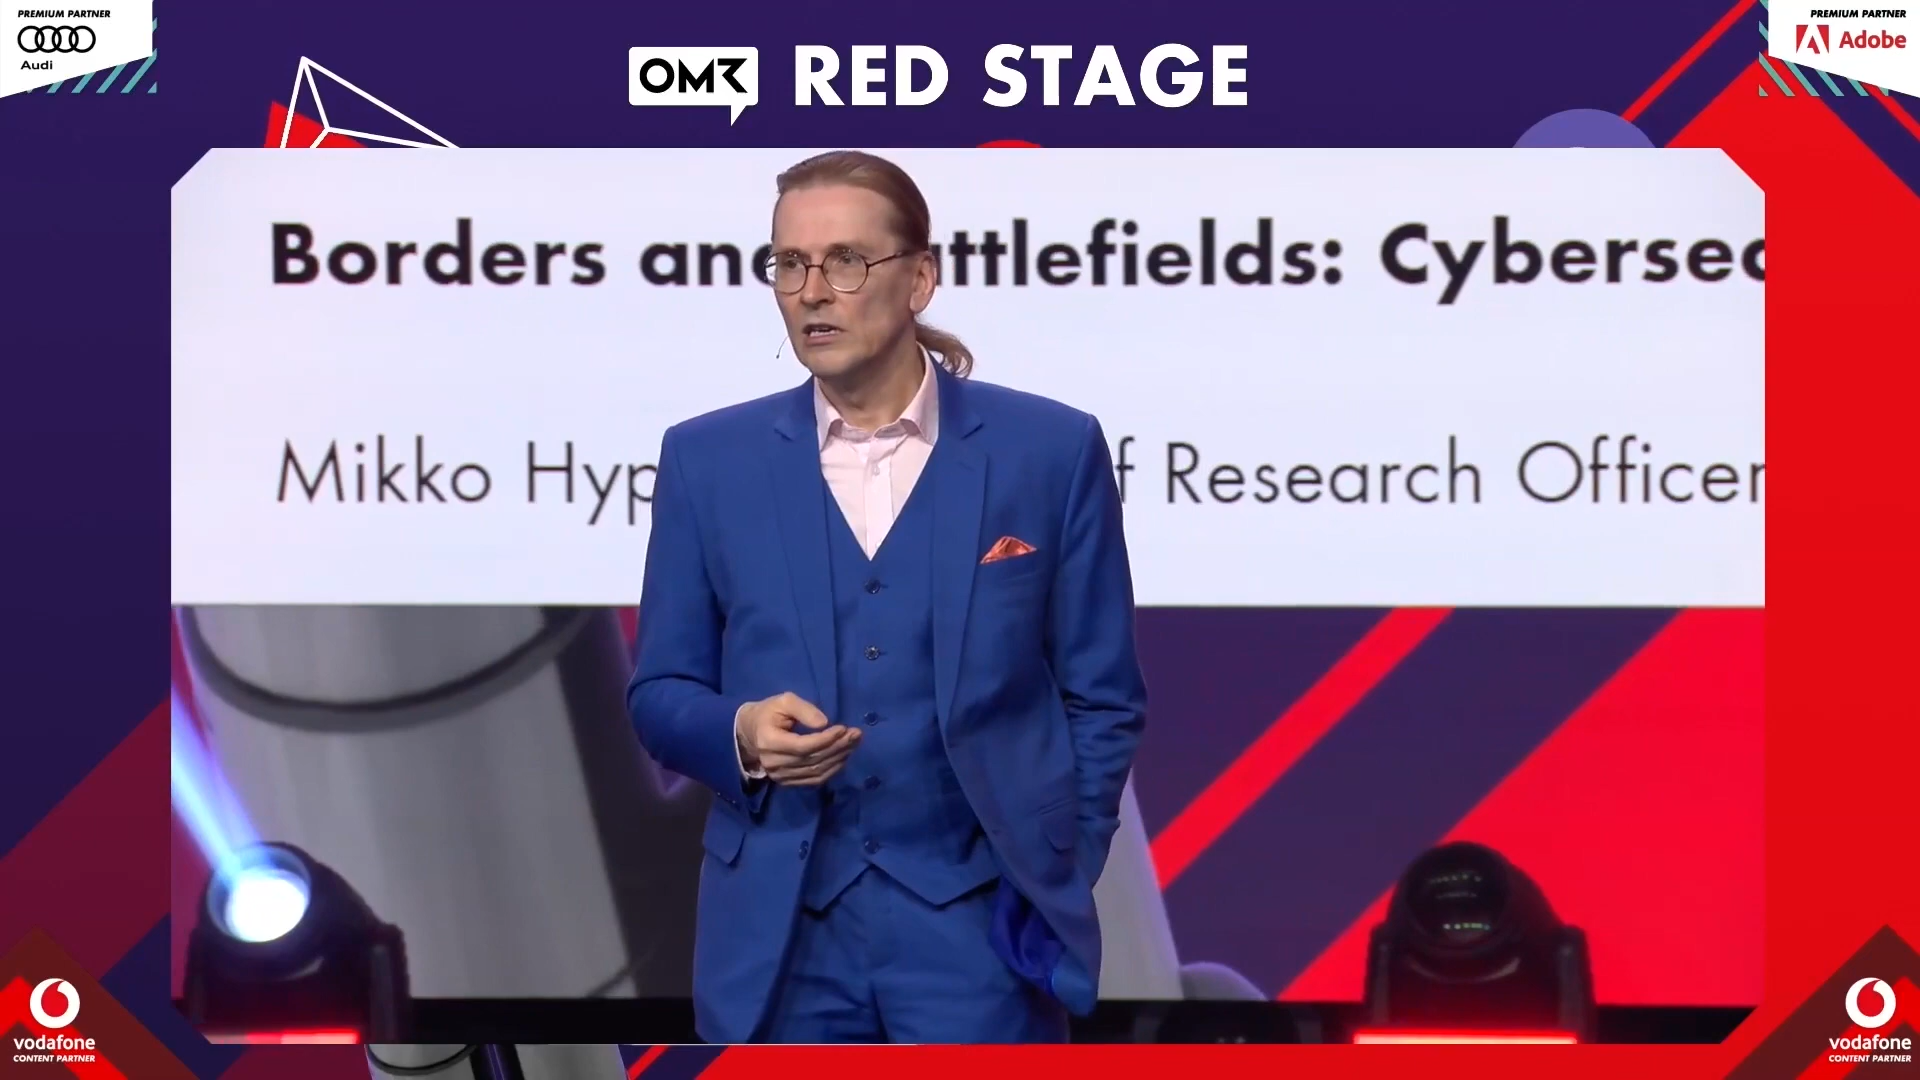 PREMIUM PARTNER
Audi
OMR RED STAGE
PREMIUM PARTNER
Adobe
Borders and ttlefields: Cybersec
Mikko Hyp f Research Officer
vodafone
CONTENT PARTNER
vodafone
CONTENT PARTNER